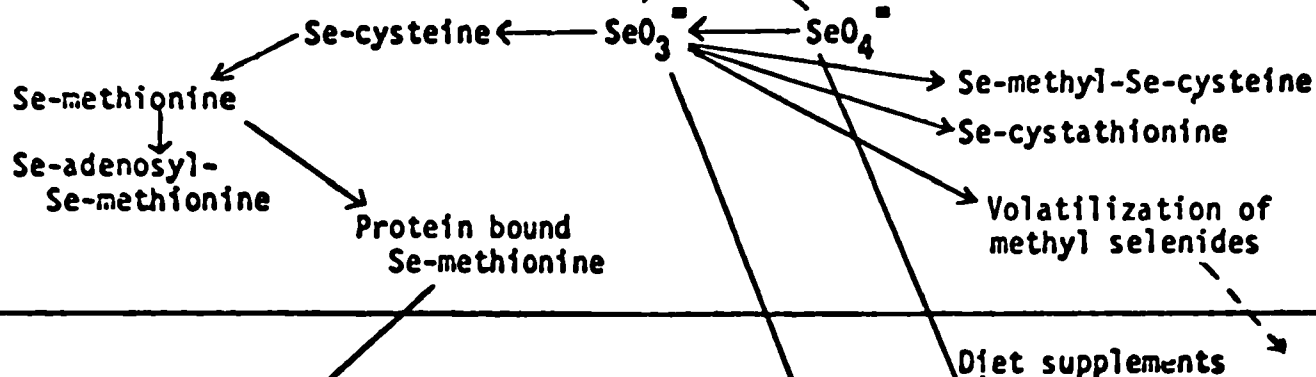 Se-cysteine SeO3= SeO4=
Se-methionine
Se-methyl-Se-cysteine
Se-cystathionine
Se-adenosyl-
Se-methionine
Volatilization of
methyl selenides
Protein bound
Se-methionine
Diet supplements